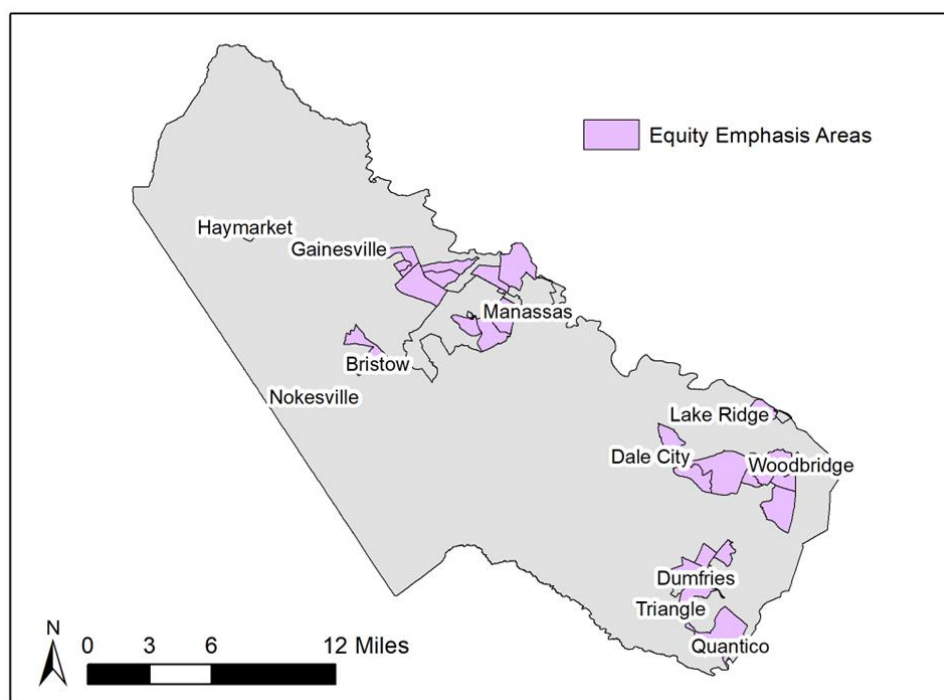 Equity Emphasis Areas
Haymarket
Gainesville
Manassas
Bristow
Nokesville
Lake Ridge
Dale City
Woodbridge
Dumfries
Triangle
Quantico
N
0 3 6 12 Miles